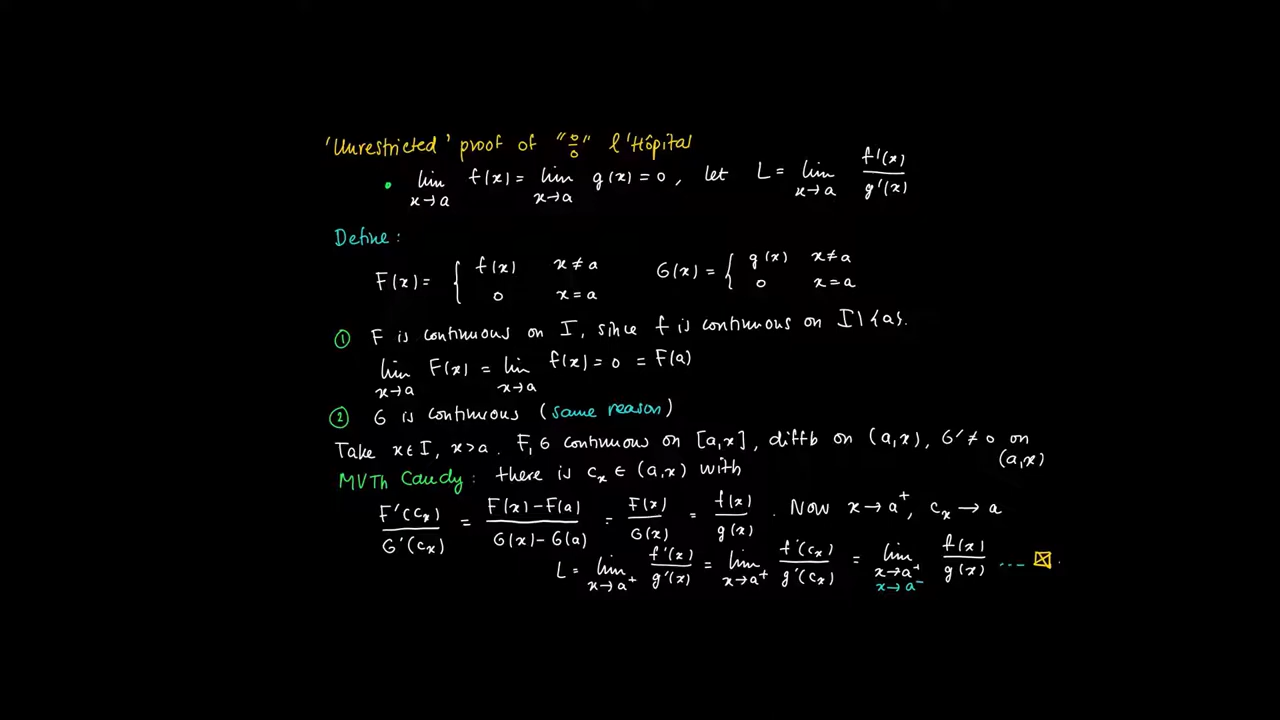 'Unrestricted' proof of "0/0" l'Hôpital
• lim x→a f(x) = lim x→a g(x) = 0, let L = lim x→a f'(x)/g'(x)
Define:
F(x) = { f(x) x≠a 0 x=a G(x) = { g(x) x≠a 0 x=a
① F is continuous on I, since f is continuous on I\{a}.
lim x→a F(x) = lim x→a f(x) = 0 = F(a)
② G is continuous (same reason)
Take x∈I, x>a. F,G continuous on [a,x], diffb on (a,x), G'≠0 on (a,x)
MVTh Cauchy: there is cₓ ∈ (a,x) with
F'(cₓ)/G'(cₓ) = F(x)-F(a)/G(x)-G(a) = F(x)/G(x) = f(x)/g(x). Now x→a⁺, cₓ→a
L = lim x→a⁺ f'(x)/g'(x) = lim x→a⁺ f'(cₓ)/g'(cₓ) = lim x→a⁺ x→a⁻ f(x)/g(x) .... ⊠.